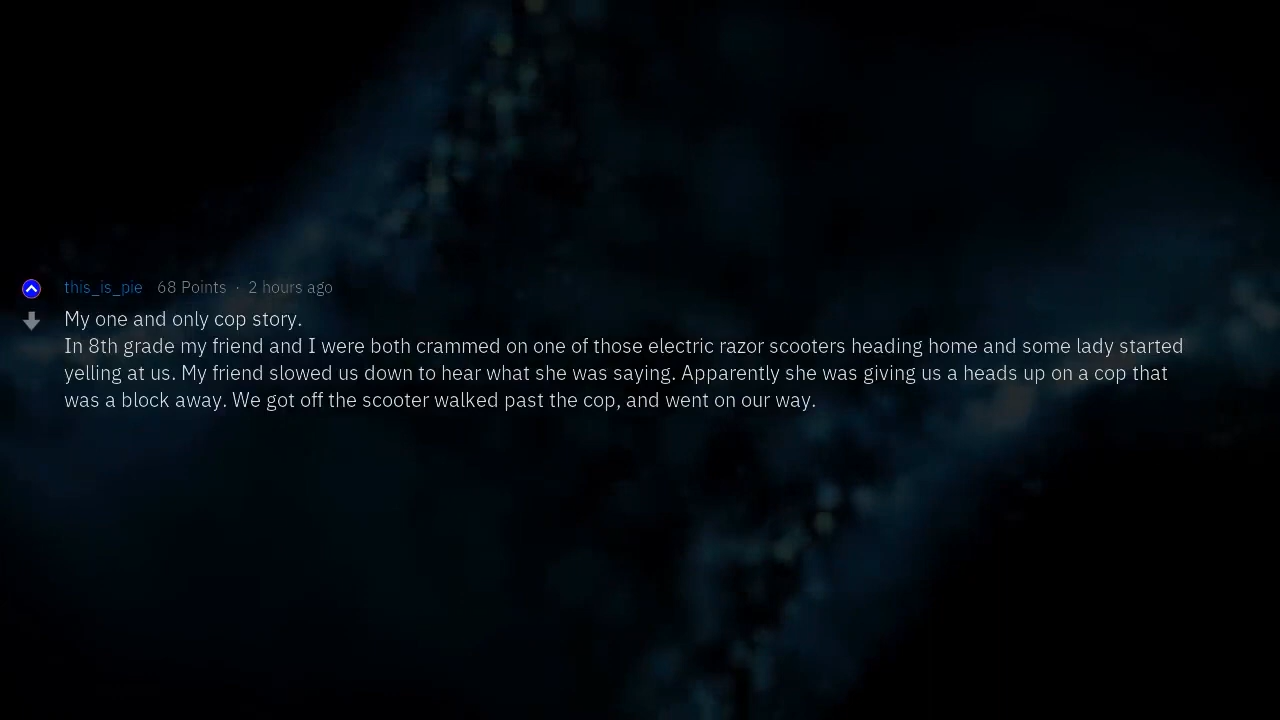 this_is_pie 68 Points · 2 hours ago
My one and only cop story.
In 8th grade my friend and I were both crammed on one of those electric razor scooters heading home and some lady started
yelling at us. My friend slowed us down to hear what she was saying. Apparently she was giving us a heads up on a cop that
was a block away. We got off the scooter walked past the cop, and went on our way.